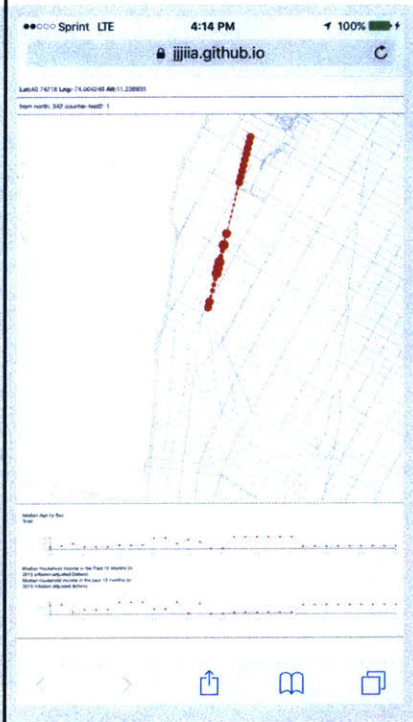 Sprint LTE 4:14 PM 100%
jjjiia.github.io
Lat:40.74218 Lng:-74.004248 Alt:11.238955
from north: 342 counter-test2: 1
Median Age by Sex
Total:
Median Household Income in the Past 12 Months (in
2015 inflation-adjusted dollars)
Median household income in the past 12 months (in
2015 inflation-adjusted dollars)